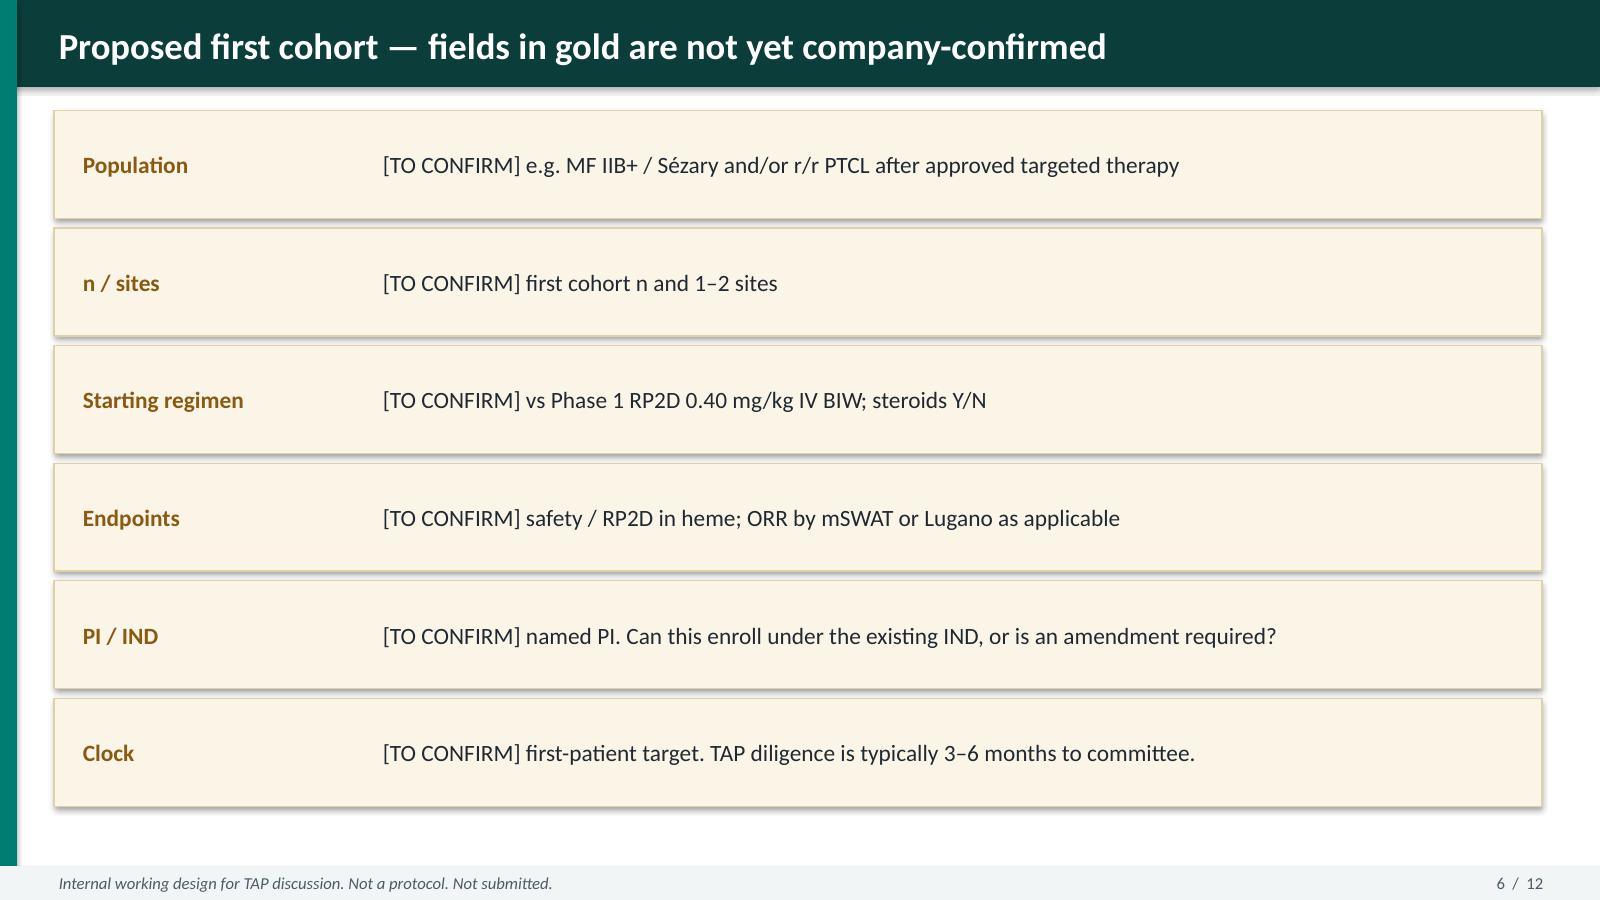 Proposed first cohort — fields in gold are not yet company-confirmed
Population
[TO CONFIRM] e.g. MF IIB+ / Sézary and/or r/r PTCL after approved targeted therapy
n / sites
[TO CONFIRM] first cohort n and 1–2 sites
Starting regimen
[TO CONFIRM] vs Phase 1 RP2D 0.40 mg/kg IV BIW; steroids Y/N
Endpoints
[TO CONFIRM] safety / RP2D in heme; ORR by mSWAT or Lugano as applicable
PI / IND
[TO CONFIRM] named PI. Can this enroll under the existing IND, or is an amendment required?
Clock
[TO CONFIRM] first-patient target. TAP diligence is typically 3–6 months to committee.
Internal working design for TAP discussion. Not a protocol. Not submitted.
6 / 12